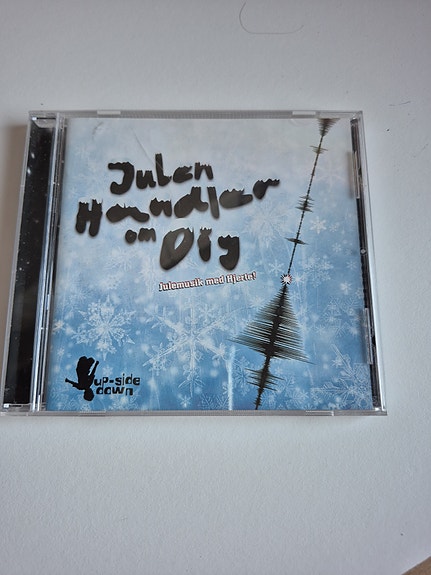 Julen
Handler
om Dig
Julemusik med Hjerte!
up-side
down